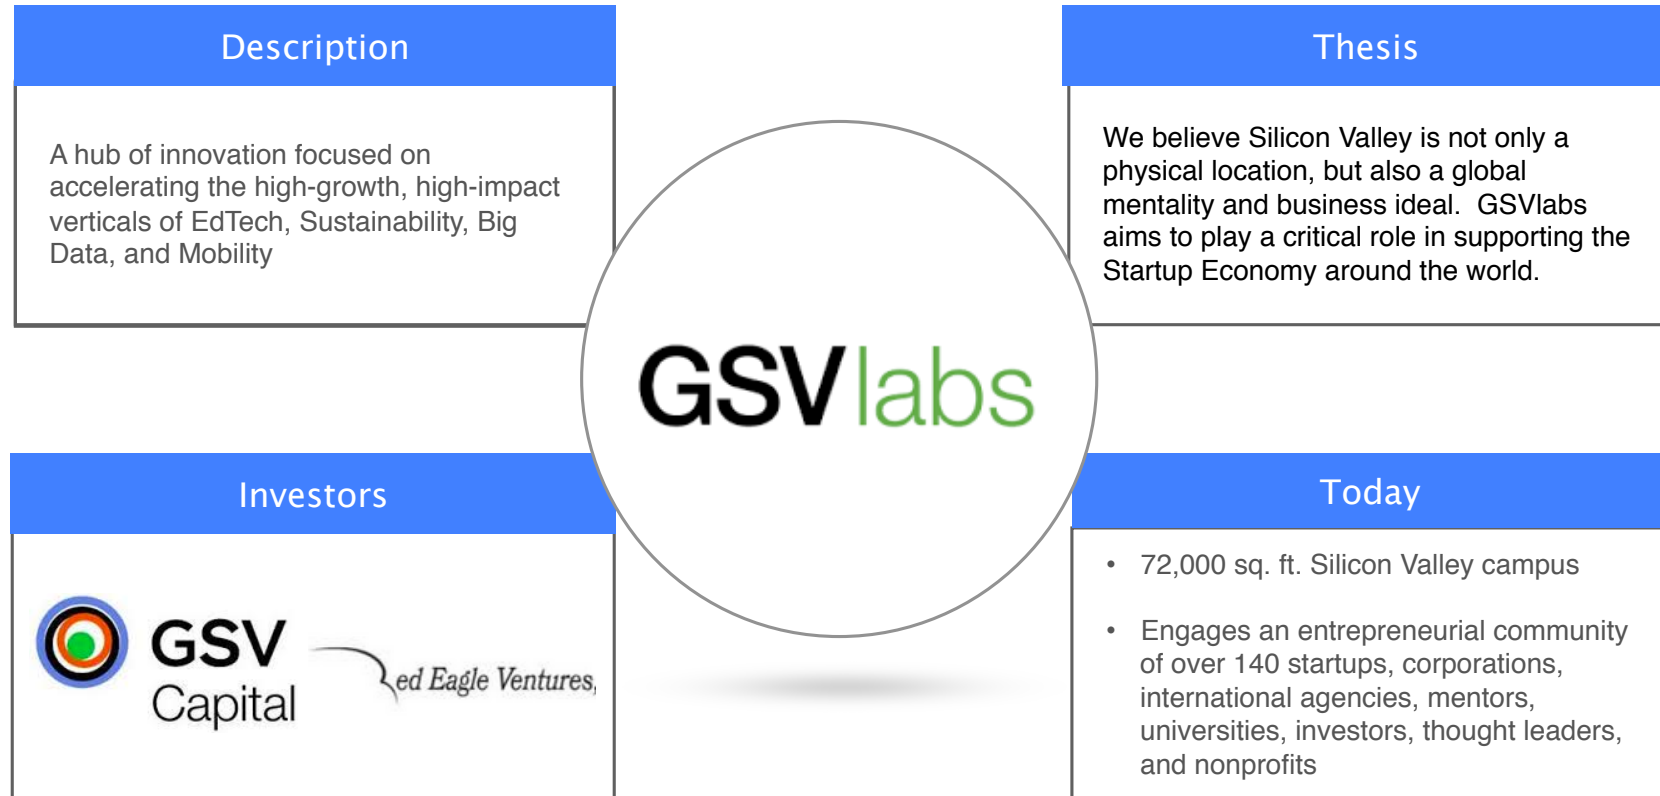 Description
A hub of innovation focused on
accelerating the high-growth, high-impact
verticals of EdTech, Sustainability, Big
Data, and Mobility
Thesis
We believe Silicon Valley is not only a
physical location, but also a global
mentality and business ideal.  GSVlabs
aims to play a critical role in supporting the
Startup Economy around the world.
GSVlabs
Investors
GSV
Capital
Red Eagle Ventures,
Today
• 72,000 sq. ft. Silicon Valley campus
• Engages an entrepreneurial community
of over 140 startups, corporations,
international agencies, mentors,
universities, investors, thought leaders,
and nonprofits